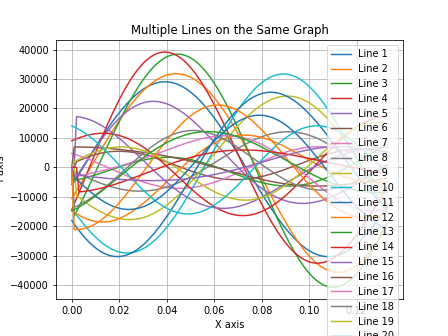 Multiple Lines on the Same Graph
40000
30000
20000
10000
0
−10000
−20000
−30000
−40000
0.00
0.02
0.04
0.06
0.08
0.10
X axis
Line 1
Line 2
Line 3
Line 4
Line 5
Line 6
Line 7
Line 8
Line 9
Line 10
Line 11
Line 12
Line 13
Line 14
Line 15
Line 16
Line 17
Line 18
Line 19
Line 20